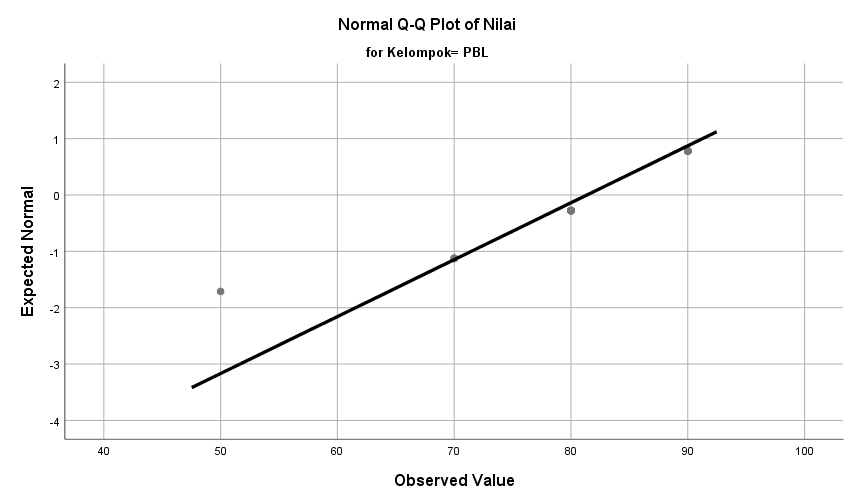 Normal Q-Q Plot of Nilai
for Kelompok= PBL
Expected Normal
2
1
0
-1
-2
-3
-4
40 50 60 70 80 90 100
Observed Value